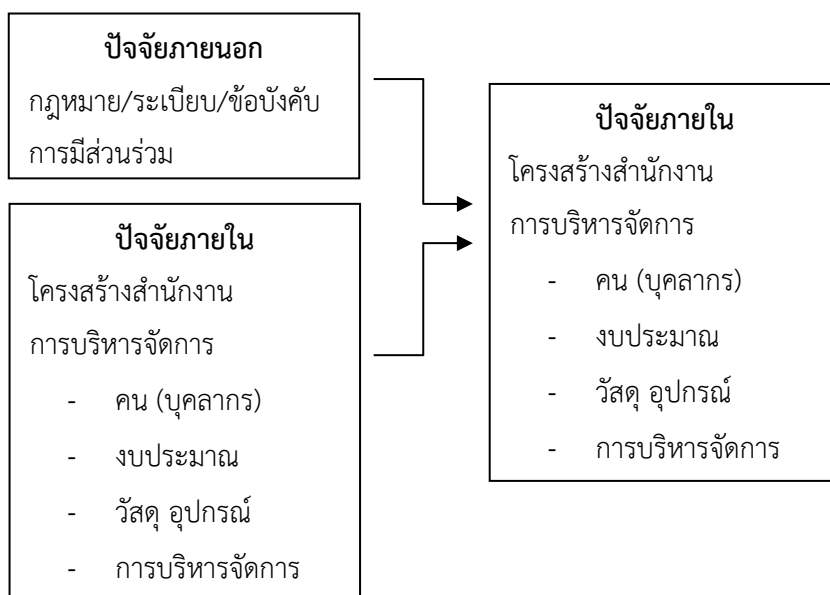 ปัจจัยภายนอก
กฎหมาย/ระเบียบ/ข้อบังคับ
การมีส่วนร่วม
ปัจจัยภายใน
โครงสร้างสำนักงาน
การบริหารจัดการ
- คน (บุคลากร)
- งบประมาณ
- วัสดุ อุปกรณ์
- การบริหารจัดการ
ปัจจัยภายใน
โครงสร้างสำนักงาน
การบริหารจัดการ
- คน (บุคลากร)
- งบประมาณ
- วัสดุ อุปกรณ์
- การบริหารจัดการ